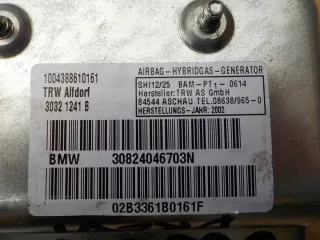 1004388610161
TRW Alfdorf
3032 1241 B
AIRBAG-HYBRIDGAS-GENERATOR
SHI12/25 BAM-PT1-0614
Hersteller:TRW AS GmbH
84544 ASCHAU TEL.08638/965-0
HERSTELLUNGS-JAHR: 2002
BMW 30824046703N
02B3361B0161F